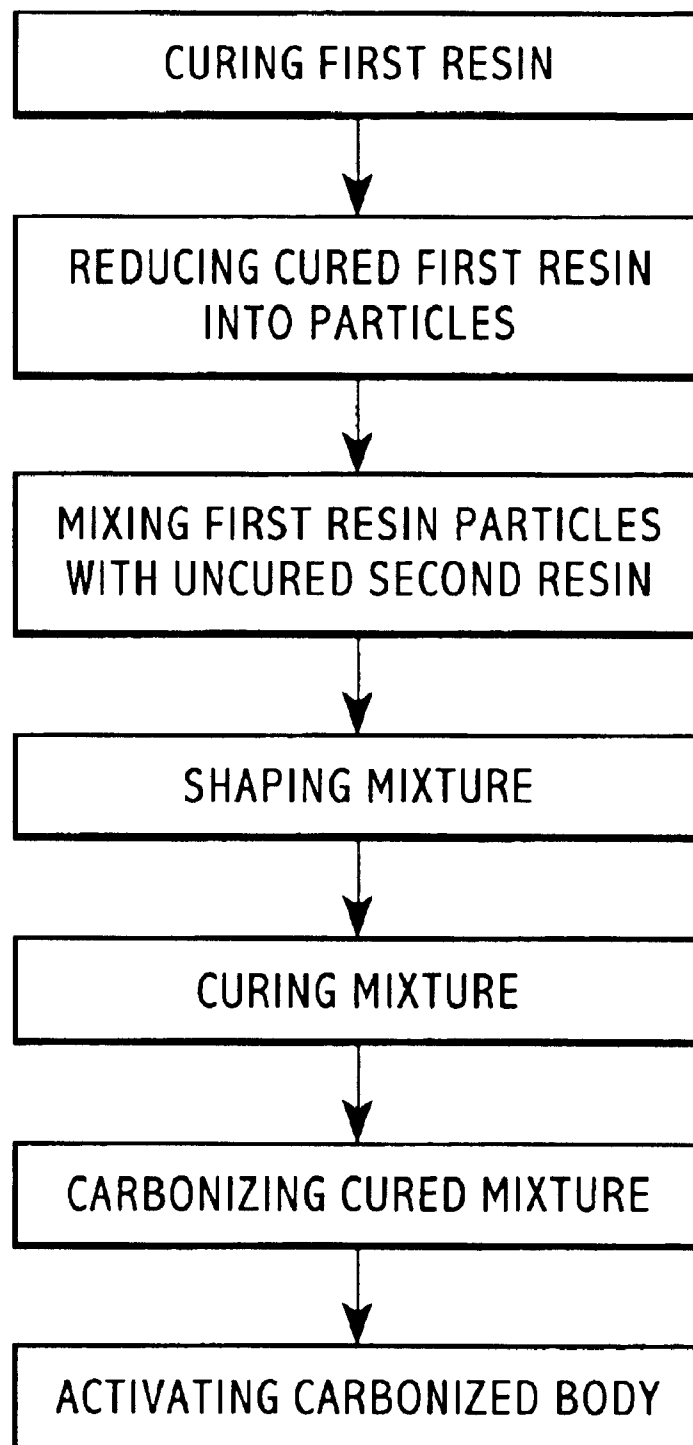 CURING FIRST RESIN
REDUCING CURED FIRST RESIN
INTO PARTICLES
MIXING FIRST RESIN PARTICLES
WITH UNCURED SECOND RESIN
SHAPING MIXTURE
CURING MIXTURE
CARBONIZING CURED MIXTURE
ACTIVATING CARBONIZED BODY